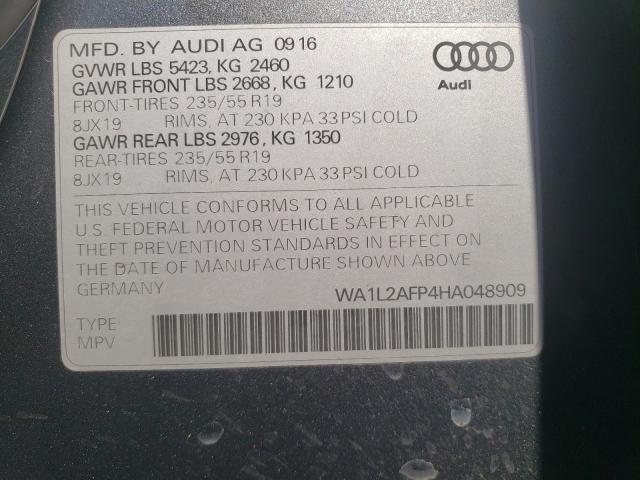 MFD. BY AUDI AG 09 16
GVWR LBS 5423, KG 2460
GAWR FRONT LBS 2668, KG 1210
FRONT-TIRES 235/55 R19
8JX19 RIMS, AT 230 KPA 33 PSI COLD
GAWR REAR LBS 2976, KG 1350
REAR-TIRES 235/55 R19
8JX19 RIMS, AT 230 KPA 33 PSI COLD
Audi
THIS VEHICLE CONFORMS TO ALL APPLICABLE
U.S. FEDERAL MOTOR VEHICLE SAFETY AND
THEFT PREVENTION STANDARDS IN EFFECT ON
THE DATE OF MANUFACTURE SHOWN ABOVE
GERMANY
WA1L2AFP4HA048909
TYPE
MPV